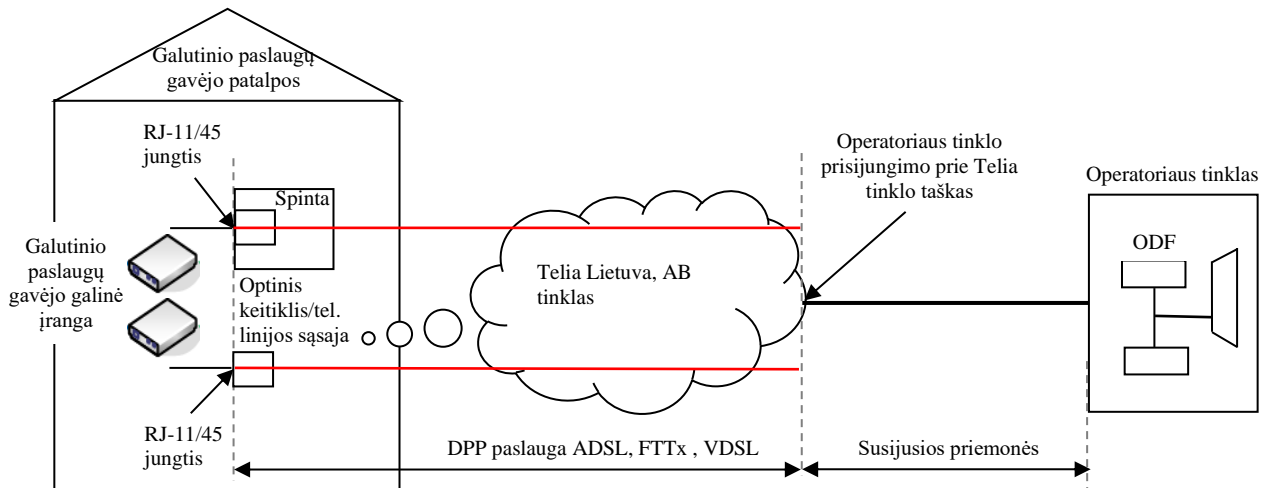 Galutinio paslaugų
gavėjo patalpos
RJ-11/45
jungtis
Spinta
Galutinio
paslaugų
gavėjo galinė
įranga
Optinis
keitiklis/tel.
linijos sąsaja
RJ-11/45
jungtis
Telia Lietuva, AB
tinklas
Operatoriaus tinklo
prisijungimo prie Telia
tinklo taškas
Operatoriaus tinklas
ODF
DPP paslauga ADSL, FTTx , VDSL
Susijusios priemonės